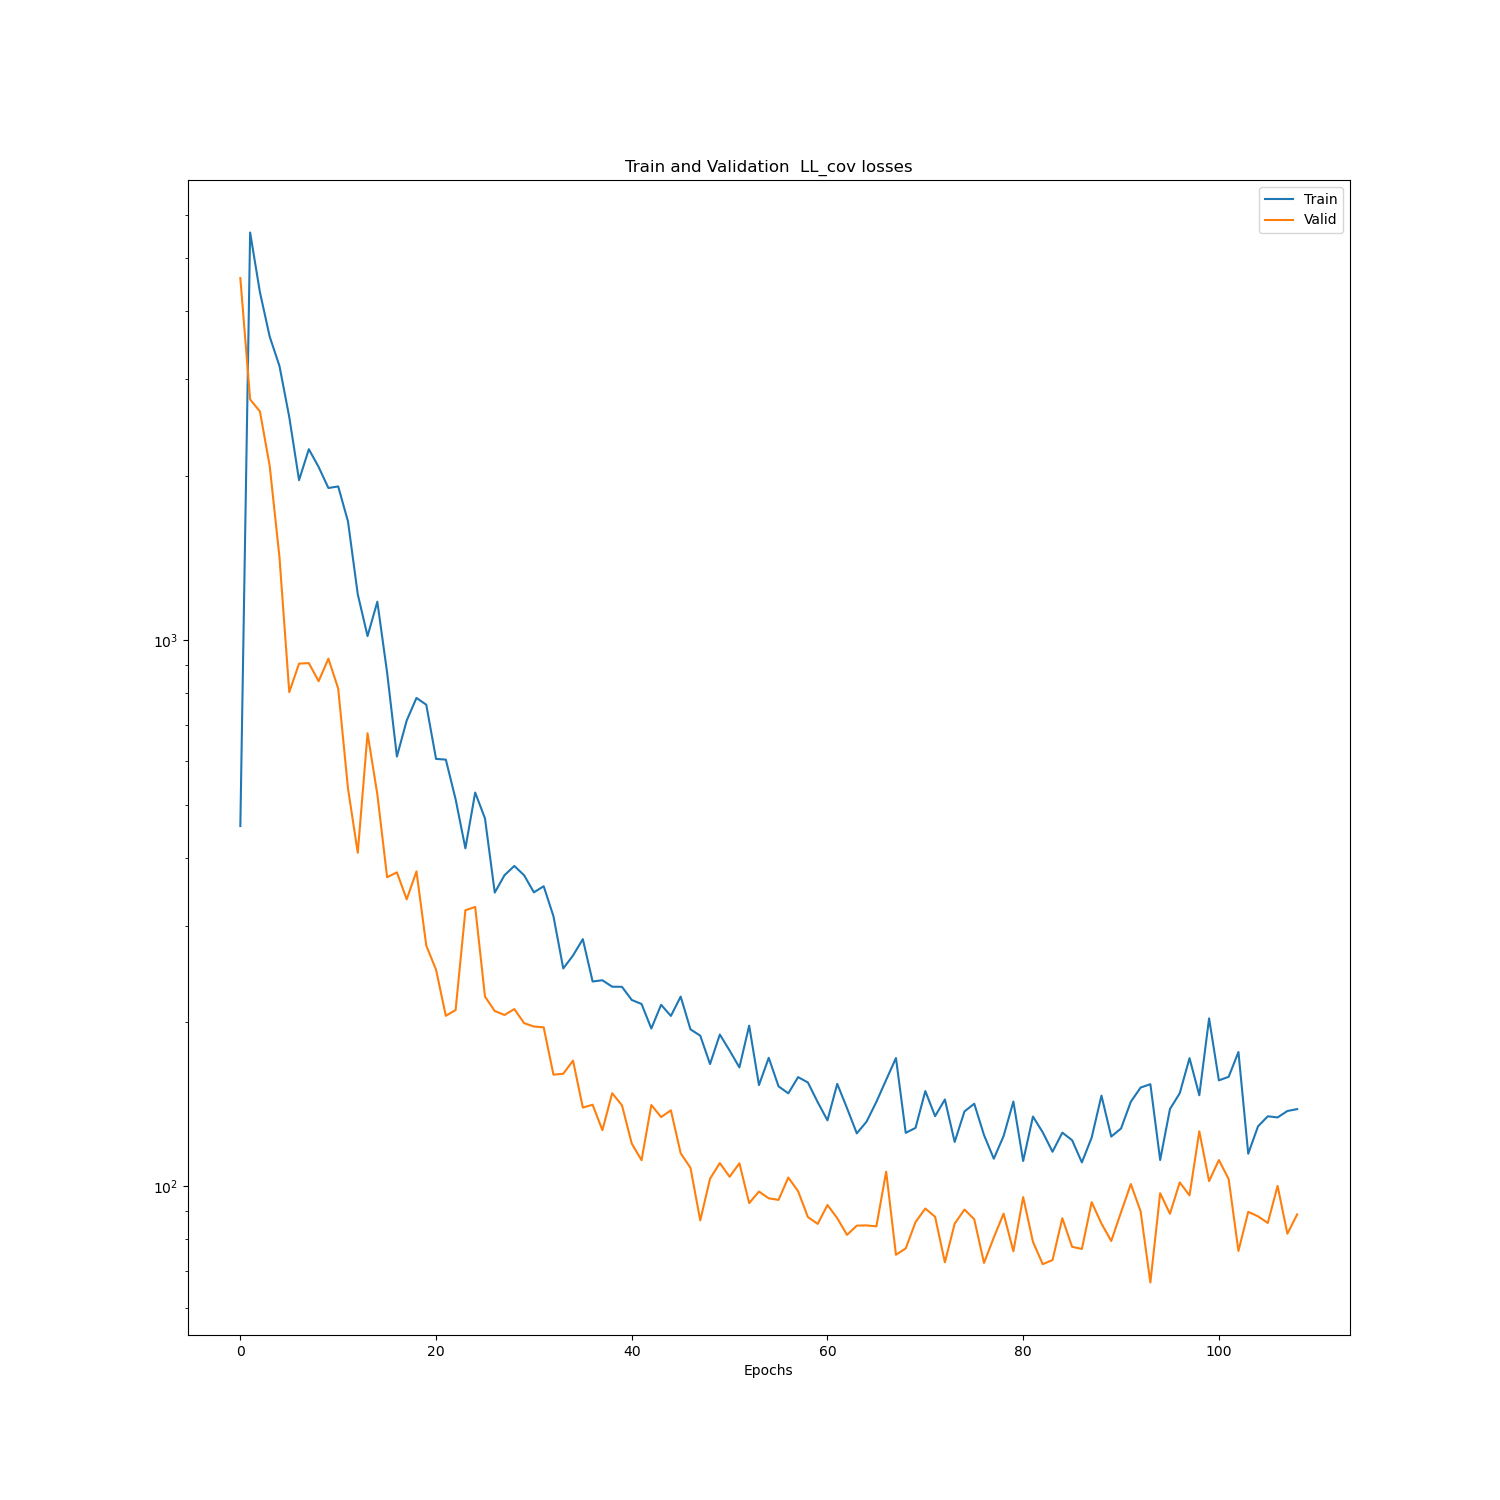 Train and Validation  LL_cov losses
Train
Valid
10³
10²
0 20 40 60 80 100
Epochs